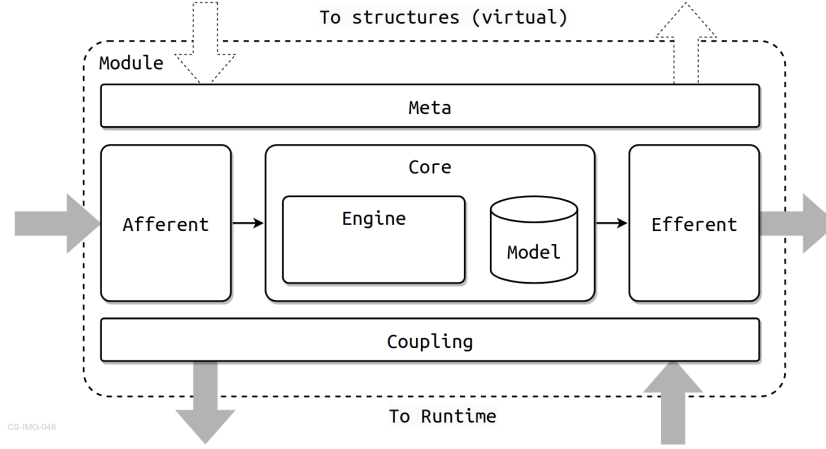 To structures (virtual)
Module
Meta
Core
Afferent
Engine
Model
Efferent
Coupling
To Runtime
CS-IMG-046